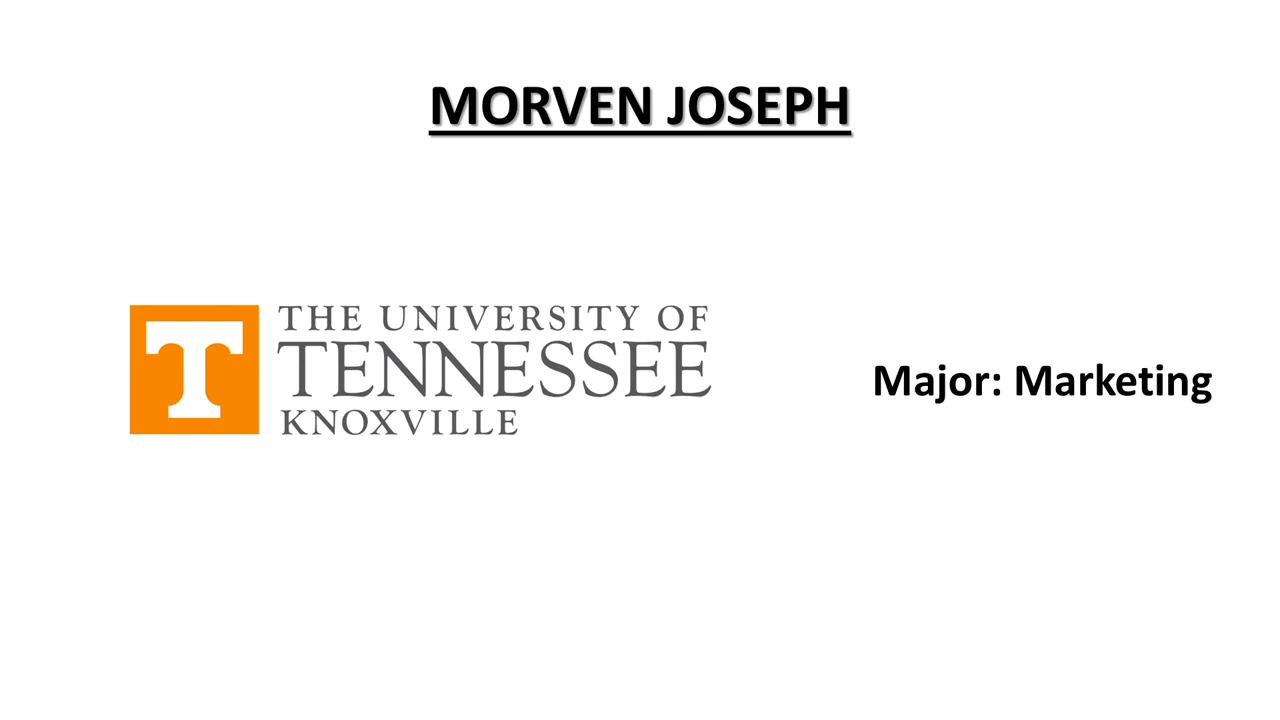 MORVEN JOSEPH
T
THE UNIVERSITY OF
TENNESSEE
KNOXVILLE
Major: Marketing